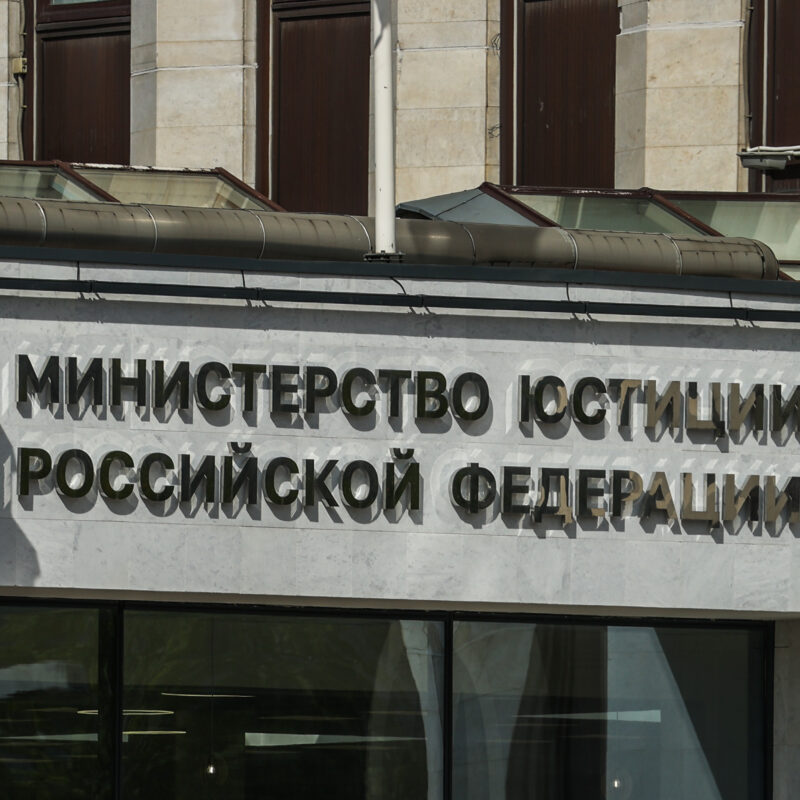 МИНИСТЕРСТВО ЮСТИЦИИ
РОССИЙСКОЙ ФЕДЕРАЦИИ